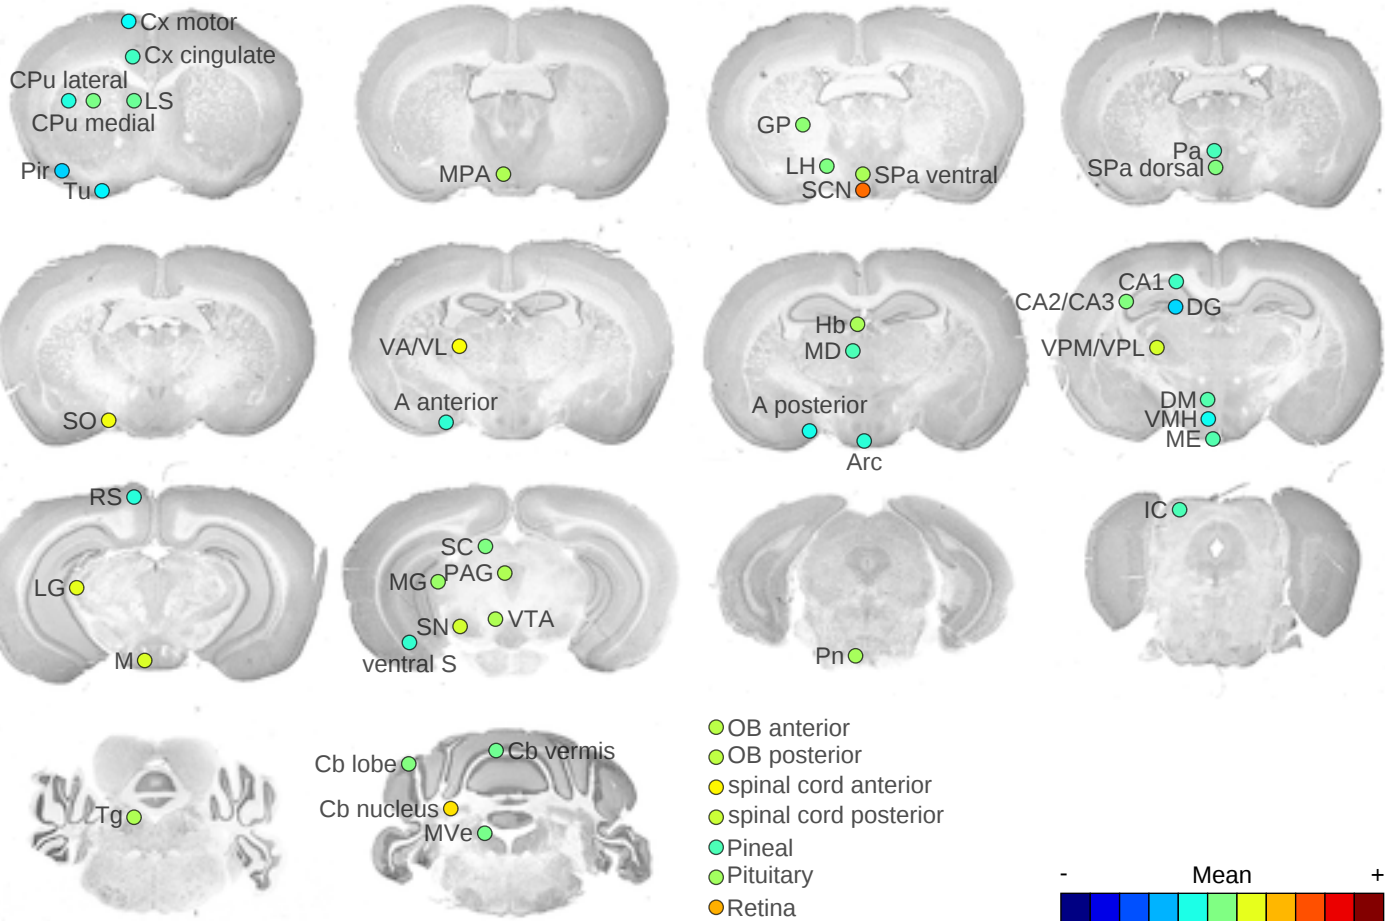 Cx motor
Cx cingulate
CPu lateral
LS
CPu medial
Pir
Tu
MPA
GP
LH
SPa ventral
SCN
Pa
SPa dorsal
SO
VA/VL
A anterior
Hb
MD
A posterior
Arc
CA1
CA2/CA3
DG
VPM/VPL
DM
VMH
ME
RS
LG
M
SC
MG
PAG
SN
VTA
ventral S
Pn
IC
Tg
Cb lobe
Cb vermis
Cb nucleus
MVe
OB anterior
OB posterior
spinal cord anterior
spinal cord posterior
Pineal
Pituitary
Retina
- Mean +